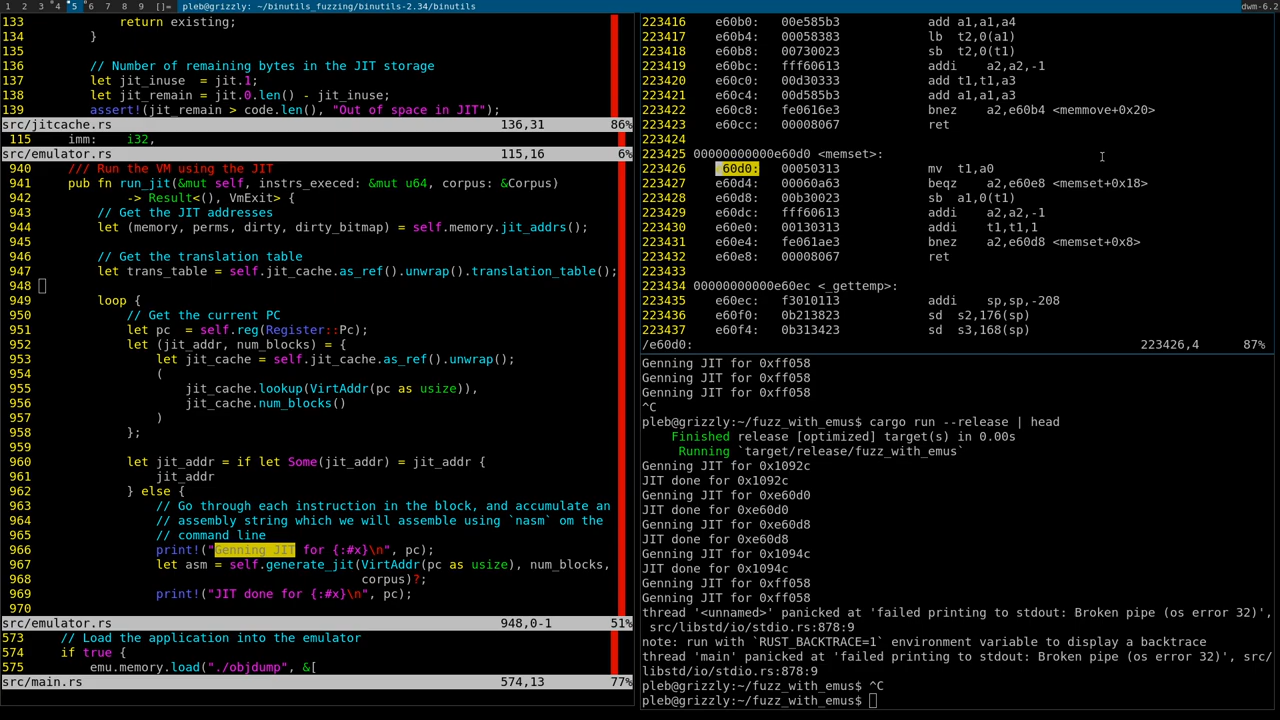 1 2 3 4 5 6 7 8 9 []= pleb@grizzly: ~/binutils_fuzzing/binutils-2.34/binutils dwm-6.2
133 return existing;
134 }
135
136 // Number of remaining bytes in the JIT storage
137 let jit_inuse  = jit.1;
138 let jit_remain = jit.0.len() - jit_inuse;
139 assert!(jit_remain > code.len(), "Out of space in JIT");
src/jitcache.rs 136,31 86%
115 imm: i32,
src/emulator.rs 115,16 6%
940 /// Run the VM using the JIT
941 pub fn run_jit(&mut self, instrs_execed: &mut u64, corpus: &Corpus)
942 -> Result<(), VmExit> {
943 // Get the JIT addresses
944 let (memory, perms, dirty, dirty_bitmap) = self.memory.jit_addrs();
945
946 // Get the translation table
947 let trans_table = self.jit_cache.as_ref().unwrap().translation_table();
948
949 loop {
950 // Get the current PC
951 let pc  = self.reg(Register::Pc);
952 let (jit_addr, num_blocks) = {
953 let jit_cache = self.jit_cache.as_ref().unwrap();
954 (
955 jit_cache.lookup(VirtAddr(pc as usize)),
956 jit_cache.num_blocks()
957 )
958 };
959
960 let jit_addr = if let Some(jit_addr) = jit_addr {
961 jit_addr
962 } else {
963 // Go through each instruction in the block, and accumulate an
964 // assembly string which we will assemble using `nasm` om the
965 // command line
966 print!("Genning JIT for {:#x}\n", pc);
967 let asm = self.generate_jit(VirtAddr(pc as usize), num_blocks,
968 corpus)?;
969 print!("JIT done for {:#x}\n", pc);
970
src/emulator.rs 948,0-1 51%
573 // Load the application into the emulator
574 if true {
575 emu.memory.load("./objdump", &[
src/main.rs 574,13 77%
223416 e60b0: 00e585b3 add a1,a1,a4
223417 e60b4: 00058383 lb t2,0(a1)
223418 e60b8: 00730023 sb t2,0(t1)
223419 e60bc: fff60613 addi a2,a2,-1
223420 e60c0: 00d30333 add t1,t1,a3
223421 e60c4: 00d585b3 add a1,a1,a3
223422 e60c8: fe0616e3 bnez a2,e60b4 <memmove+0x20>
223423 e60cc: 00008067 ret
223424
223425 00000000000e60d0 <memset>:
223426 e60d0: 00050313 mv t1,a0
223427 e60d4: 00060a63 beqz a2,e60e8 <memset+0x18>
223428 e60d8: 00b30023 sb a1,0(t1)
223429 e60dc: fff60613 addi a2,a2,-1
223430 e60e0: 00130313 addi t1,t1,1
223431 e60e4: fe061ae3 bnez a2,e60d8 <memset+0x8>
223432 e60e8: 00008067 ret
223433
223434 00000000000e60ec <_gettemp>:
223435 e60ec: f3010113 addi sp,sp,-208
223436 e60f0: 0b213823 sd s2,176(sp)
223437 e60f4: 0b313423 sd s3,168(sp)
/e60d0: 223426,4 87%
Genning JIT for 0xff058
Genning JIT for 0xff058
Genning JIT for 0xff058
^C
pleb@grizzly:~/fuzz_with_emus$ cargo run --release | head
Finished release [optimized] target(s) in 0.00s
Running `target/release/fuzz_with_emus`
Genning JIT for 0x1092c
JIT done for 0x1092c
Genning JIT for 0xe60d0
JIT done for 0xe60d0
Genning JIT for 0xe60d8
JIT done for 0xe60d8
Genning JIT for 0x1094c
JIT done for 0x1094c
Genning JIT for 0xff058
Genning JIT for 0xff058
thread '<unnamed>' panicked at 'failed printing to stdout: Broken pipe (os error 32)',
src/libstd/io/stdio.rs:878:9
note: run with `RUST_BACKTRACE=1` environment variable to display a backtrace
thread 'main' panicked at 'failed printing to stdout: Broken pipe (os error 32)', src/
libstd/io/stdio.rs:878:9
pleb@grizzly:~/fuzz_with_emus$ ^C
pleb@grizzly:~/fuzz_with_emus$